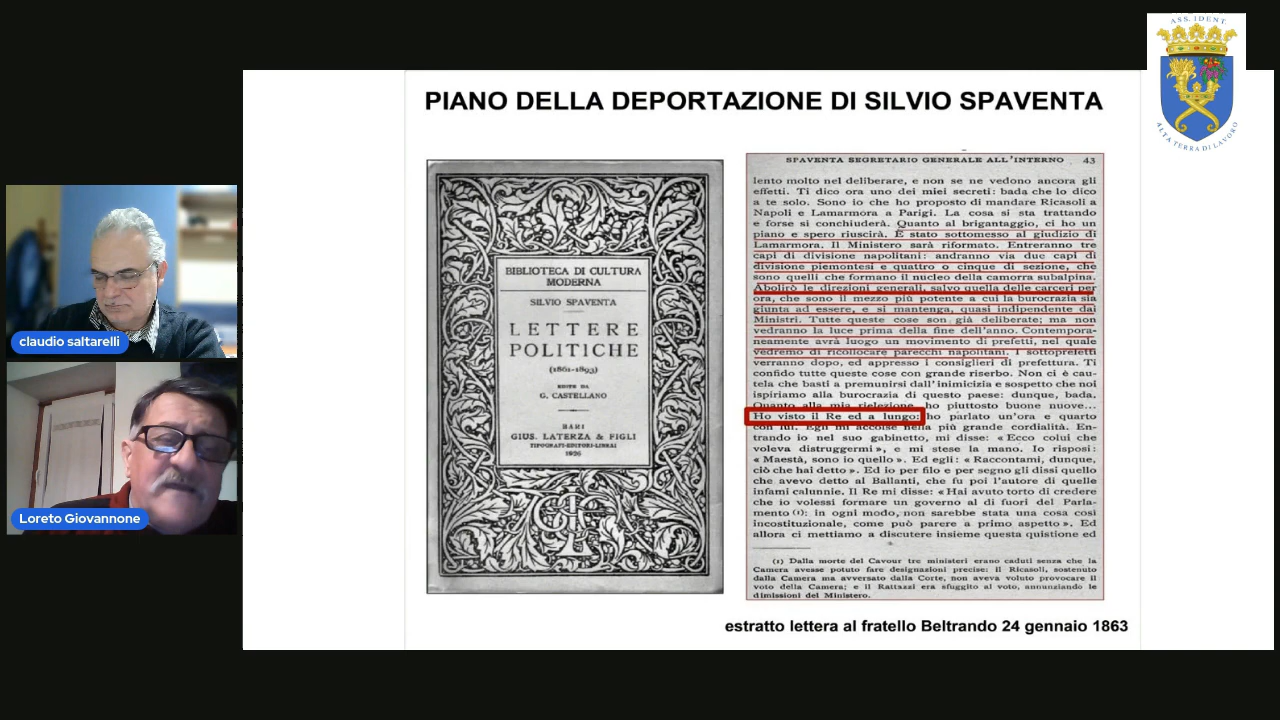 ASS. IDENT.
ALTA TERRA DI LAVORO
PIANO DELLA DEPORTAZIONE DI SILVIO SPAVENTA
claudio saltarelli
Loreto Giovannone
BIBLIOTECA DI CULTURA
MODERNA
SILVIO SPAVENTA
LETTERE
POLITICHE
(1861-1893)
EDITE DA
G. CASTELLANO
BARI
GIUS. LATERZA & FIGLI
TIPOGRAFI-EDITORI-LIBRAI
1926
SPAVENTA SEGRETARIO GENERALE ALL'INTERNO 43
lento molto nel deliberare, e non se ne vedono ancora gli
effetti. Ti dico ora uno dei miei secreti: bada che lo dico
a te solo. Sono io che ho proposto di mandare Ricasoli a
Napoli e Lamarmora a Parigi. La cosa si sta trattando
e forse si conchiuderà. Quanto al brigantaggio, ci ho un
piano e spero riuscirà. È stato sottomesso al giudizio di
Lamarmora. Il Ministero sarà riformato. Entreranno tre
capi di divisione napolitani: andranno via due capi di
divisione piemontesi e quattro o cinque di sezione, che
sono quelli che formano il nucleo della camorra subalpina.
Abolirò le direzioni generali, salvo quella delle carceri per
ora, che sono il mezzo più potente a cui la burocrazia sia
giunta ad essere, e si mantenga, quasi indipendente dai
Ministri. Tutte queste cose son già deliberate; ma non
vedranno la luce prima della fine dell'anno. Contempora-
neamente avrà luogo un movimento di prefetti, nel quale
vedremo di ricollocare parecchi napolitani. I sottoprefetti
verranno dopo, ed appresso i consiglieri di prefettura. Ti
confido tutte queste cose con grande riserbo. Non ci è cau-
tela che basti a premunirsi dall'inimicizia e sospetto che noi
ispiriamo alla burocrazia di questo paese: dunque, bada.
Quanto alla mia rielezione, ho piuttosto buone nuove...
Ho visto il Re ed a lungo: ho parlato un'ora e quarto
con lui. Egli mi accolse nella più grande cordialità. En-
trando io nel suo gabinetto, mi disse: «Ecco colui che
voleva distruggermi», e mi stese la mano. Io risposi:
«Maestà, sono io quello». Ed egli: «Raccontami, dunque,
ciò che hai detto». Ed io per filo e per segno gli dissi quello
che avevo detto al Ballanti, che fu poi l'autore di quelle
infami calunnie. Il Re mi disse: «Hai avuto torto di credere
che io volessi formare un governo al di fuori del Parla-
mento (1): in ogni modo, non sarebbe stata una cosa così
incostituzionale, come può parere a primo aspetto». Ed
allora ci mettiamo a discutere insieme questa quistione ed
(1) Dalla morte del Cavour tre ministeri erano caduti senza che la
Camera avesse potuto fare designazioni precise: il Ricasoli, sostenuto
dalla Camera ma avversato dalla Corte, non aveva voluto provocare il
voto della Camera; e il Rattazzi era sfuggito al voto, annunziando le
dimissioni del Ministero.
estratto lettera al fratello Beltrando 24 gennaio 1863